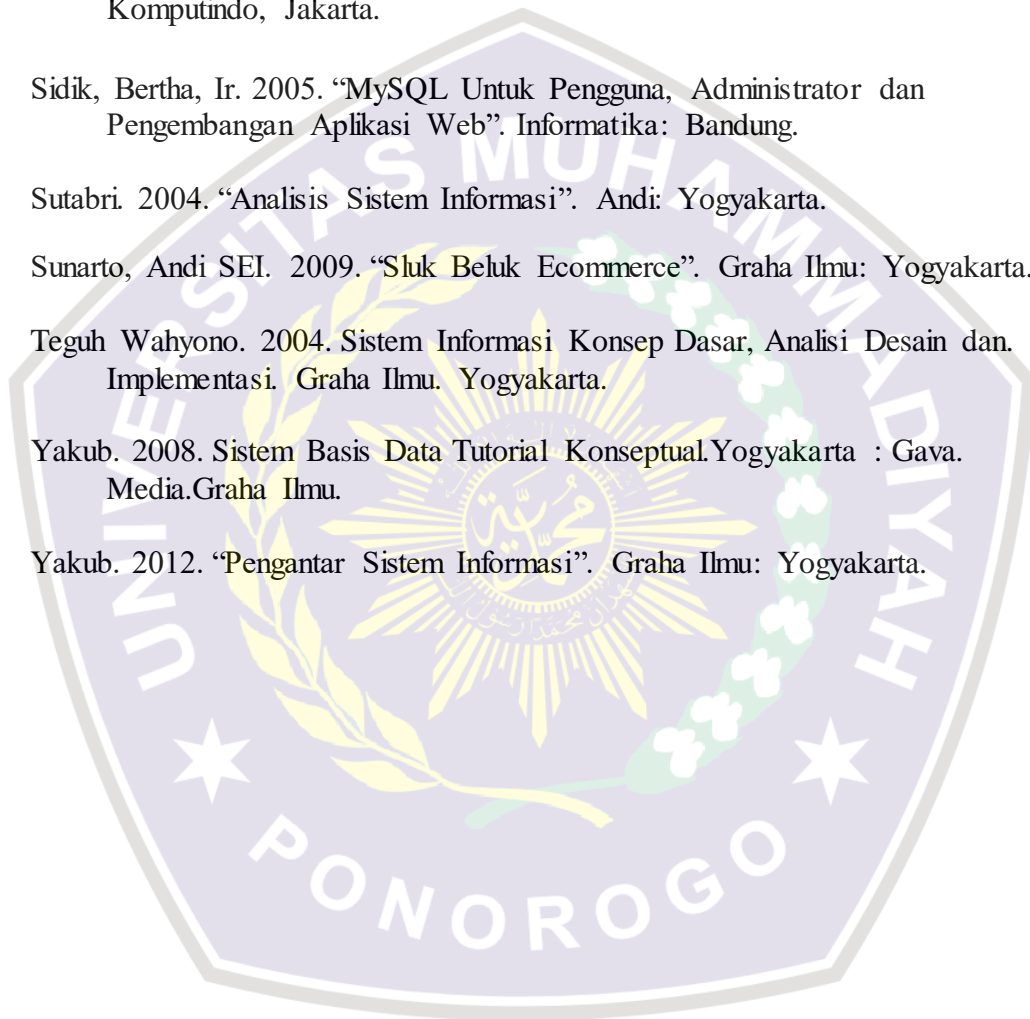 Komputindo, Jakarta.
Sidik, Bertha, Ir. 2005. “MySQL Untuk Pengguna, Administrator dan
Pengembangan Aplikasi Web”. Informatika: Bandung.
Sutabri. 2004. “Analisis Sistem Informasi”. Andi: Yogyakarta.
Sunarto, Andi SEI. 2009. “Sluk Beluk Ecommerce”. Graha Ilmu: Yogyakarta.
Teguh Wahyono. 2004. Sistem Informasi Konsep Dasar, Analisi Desain dan.
Implementasi. Graha Ilmu. Yogyakarta.
Yakub. 2008. Sistem Basis Data Tutorial Konseptual.Yogyakarta : Gava.
Media.Graha Ilmu.
Yakub. 2012. “Pengantar Sistem Informasi”. Graha Ilmu: Yogyakarta.
UNIVERSITAS MUHAMMADIYAH
PONOROGO
محمدية